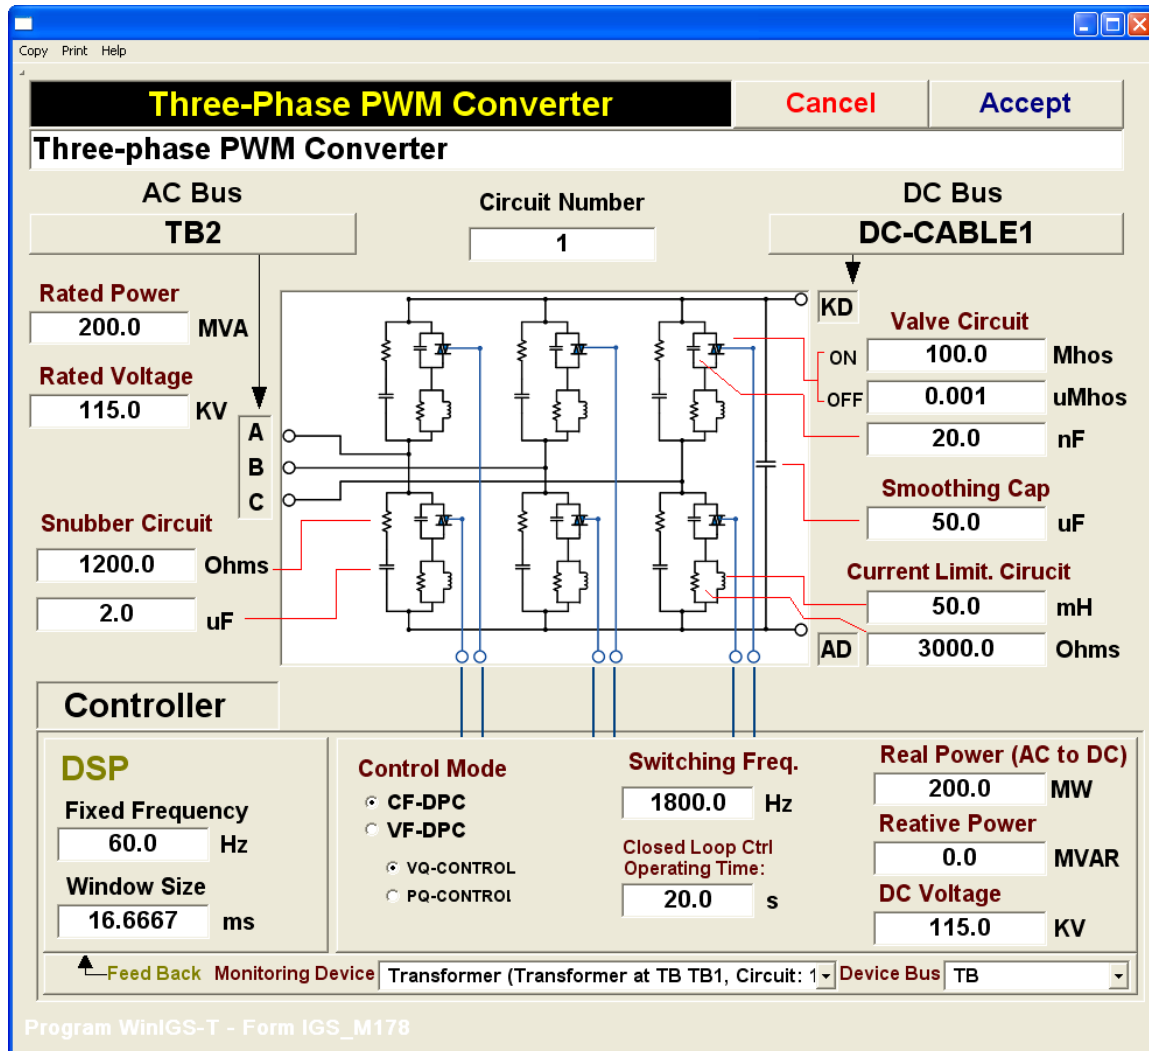 Copy Print Help
Three-Phase PWM Converter
Cancel
Accept
Three-phase PWM Converter
AC Bus
TB2
Circuit Number
1
DC Bus
DC-CABLE1
Rated Power
200.0 MVA
Rated Voltage
115.0 KV
A
B
C
Snubber Circuit
1200.0 Ohms
2.0 uF
KD
Valve Circuit
ON 100.0 Mhos
OFF 0.001 uMhos
20.0 nF
Smoothing Cap
50.0 uF
Current Limit. Cirucit
50.0 mH
AD 3000.0 Ohms
Controller
DSP
Fixed Frequency
60.0 Hz
Window Size
16.6667 ms
Control Mode
CF-DPC
VF-DPC
VQ-CONTROL
PQ-CONTROL
Switching Freq.
1800.0 Hz
Closed Loop Ctrl
Operating Time:
20.0 s
Real Power (AC to DC)
200.0 MW
Reative Power
0.0 MVAR
DC Voltage
115.0 KV
Feed Back Monitoring Device Transformer (Transformer at TB TB1, Circuit: 1 Device Bus TB
Program WinIGS-T - Form IGS_M178